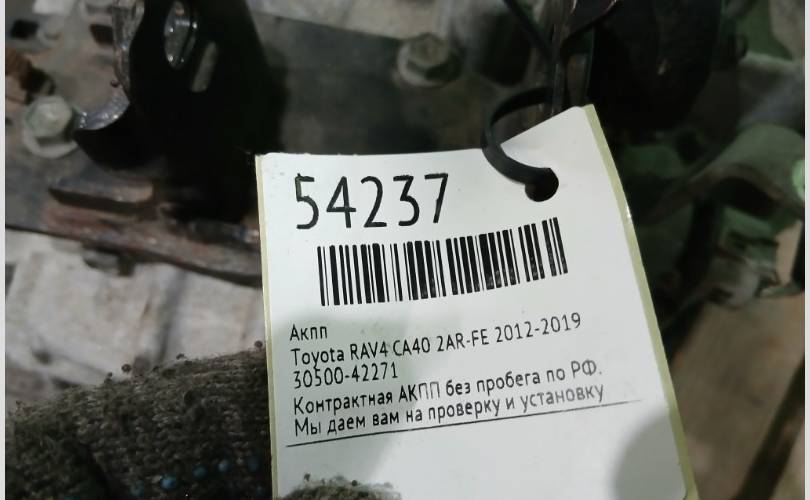 54237
Акпп
Toyota RAV4 CA40 2AR-FE 2012-2019
30500-42271
Контрактная АКПП без пробега по РФ.
Мы даем вам на проверку и установку